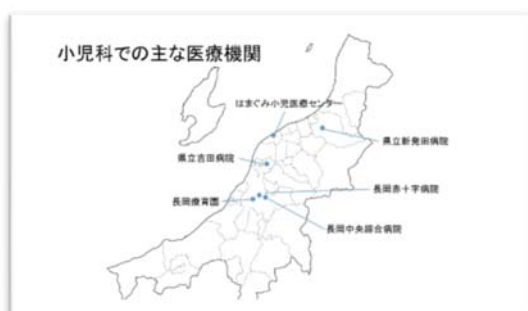 小児科での主な医療機関
はまぐみ小児医療センター
県立新発田病院
県立吉田病院
長岡赤十字病院
長岡療育園
長岡中央綜合病院